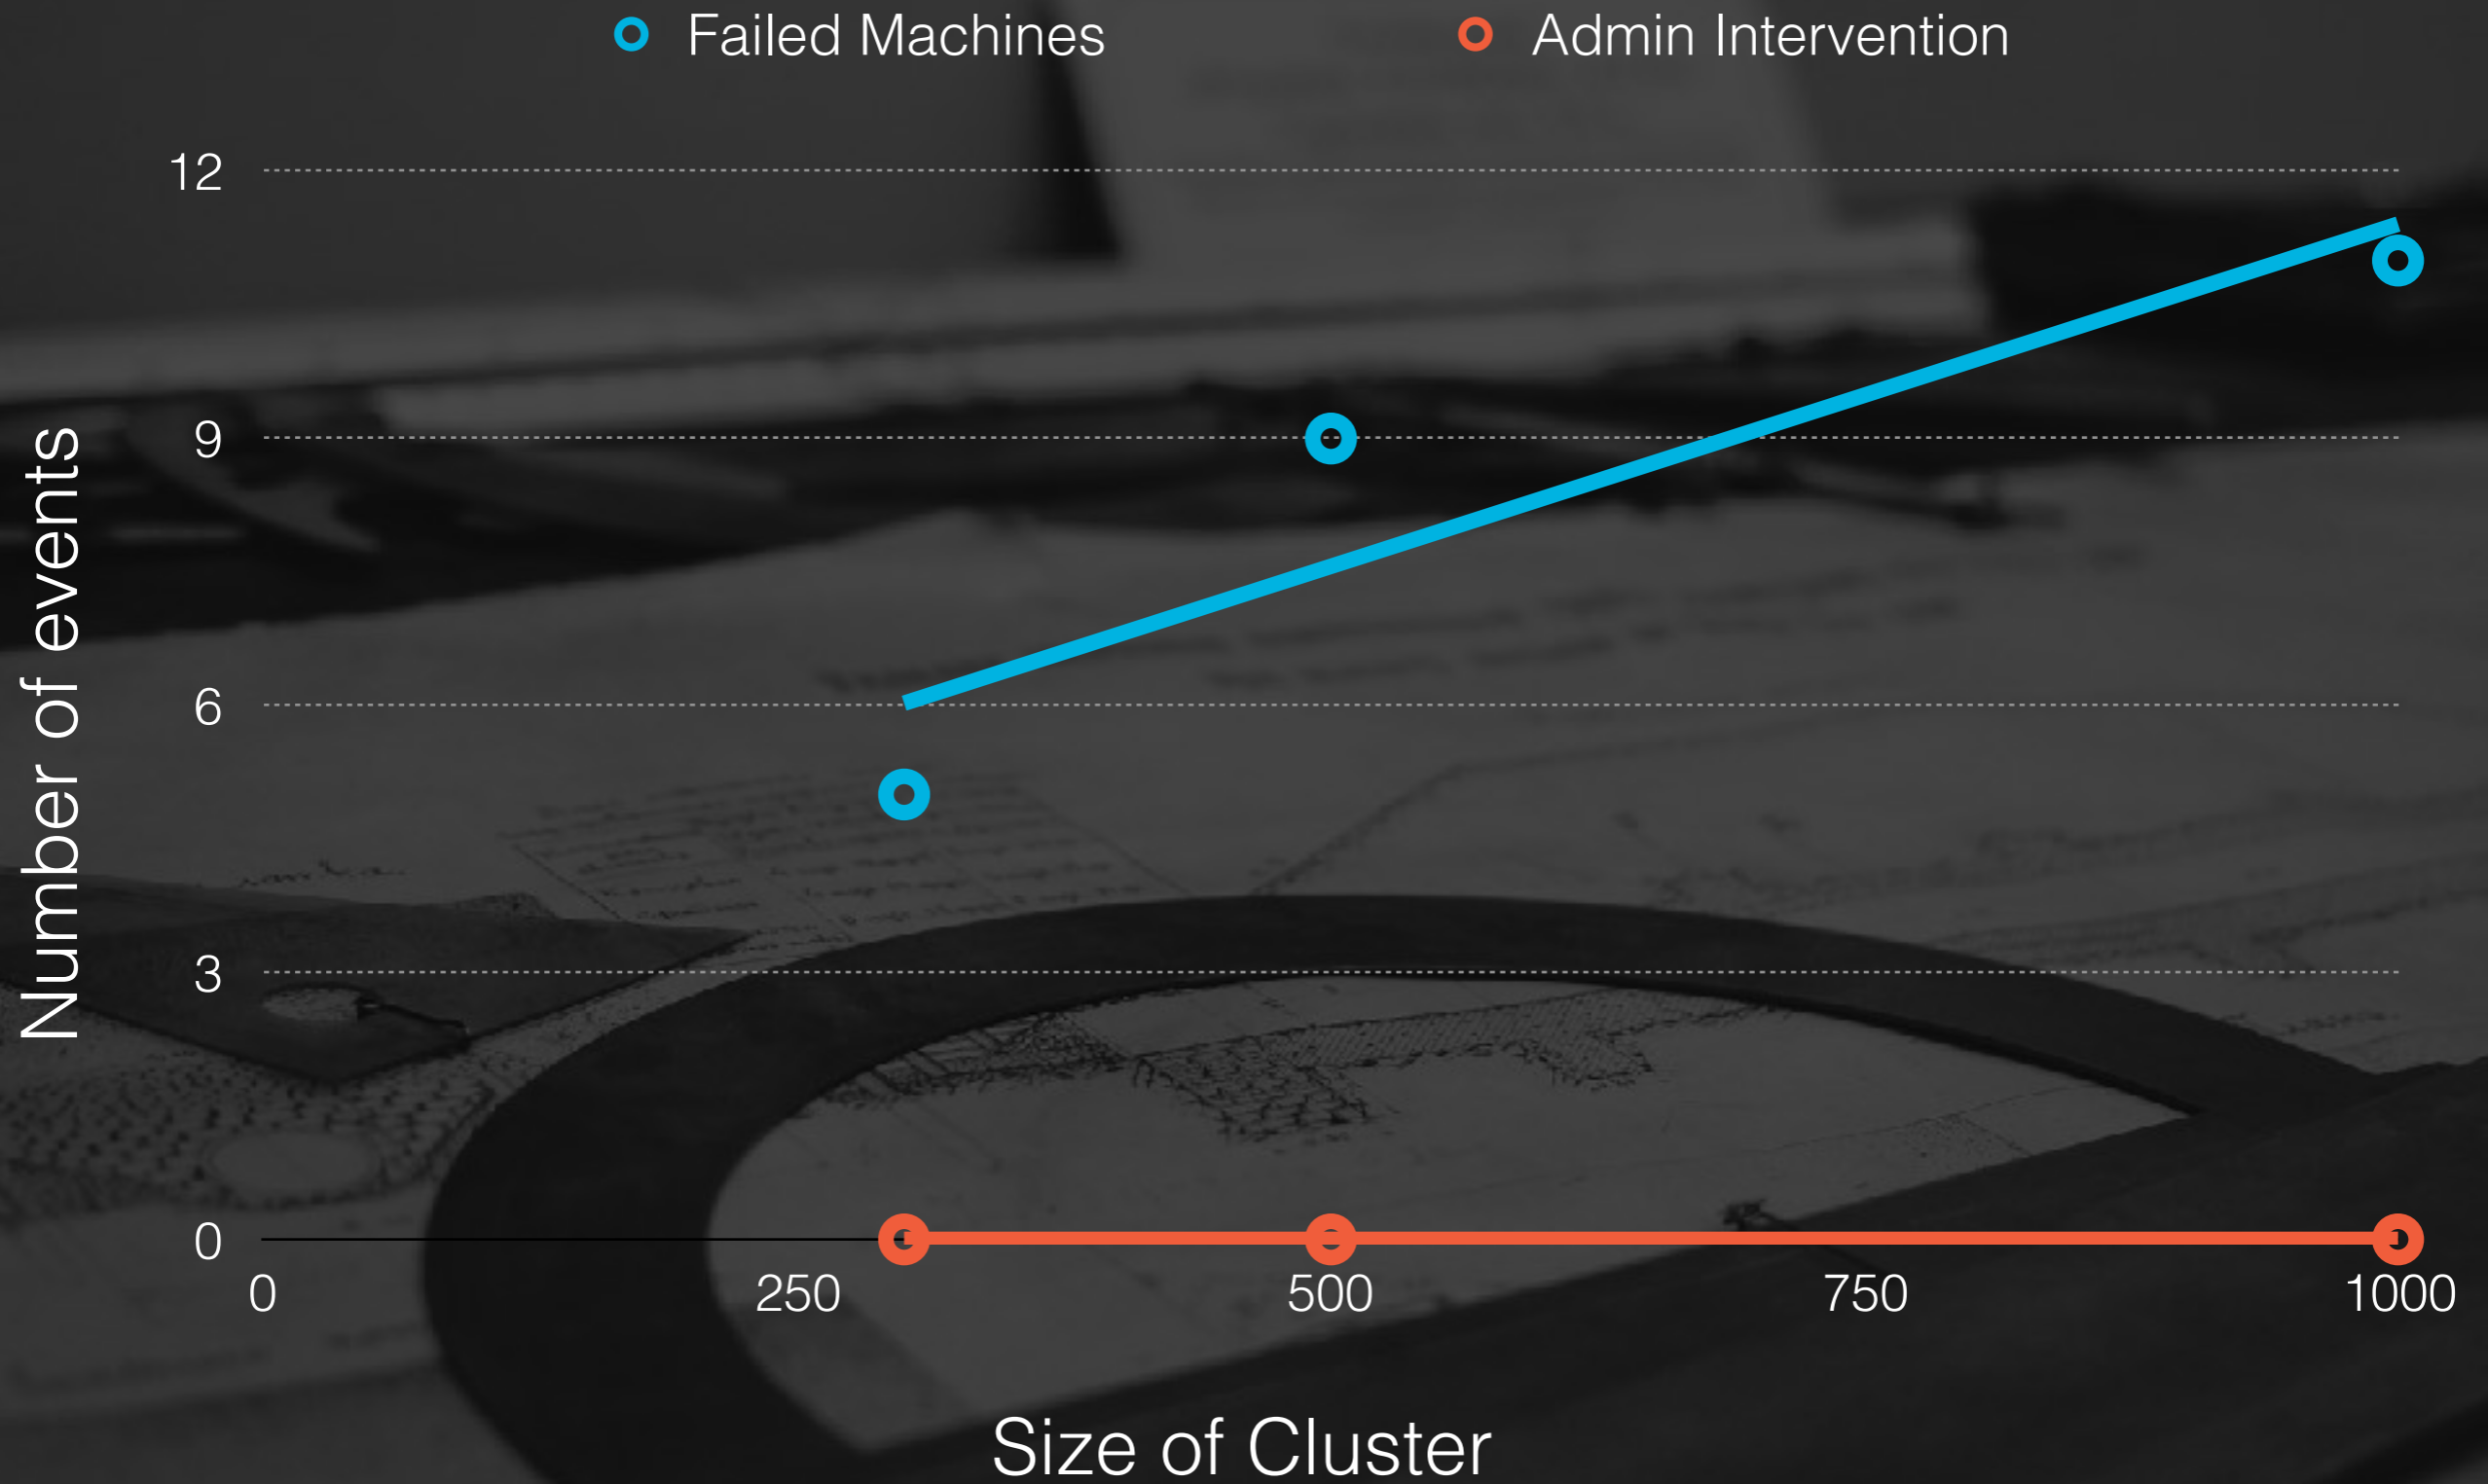 Failed Machines
Admin Intervention
12
9
6
3
0
Number of events
0
250
500
750
1000
Size of Cluster